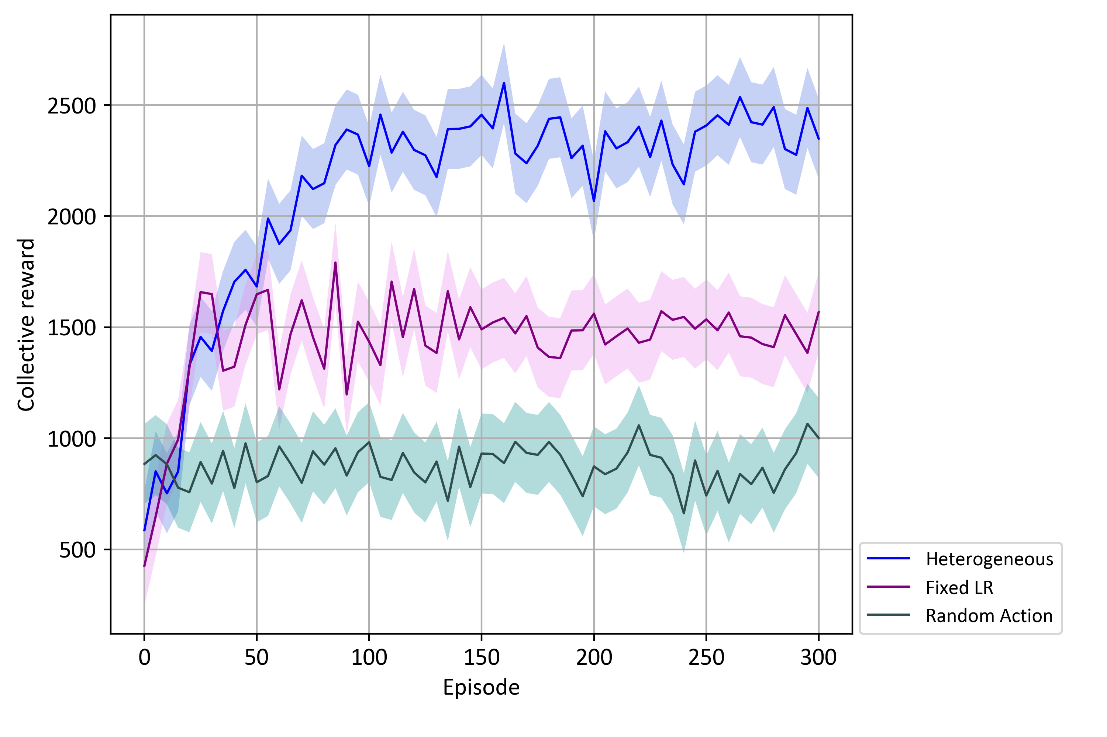 2500
2000
1500
1000
500
Collective reward
0 50 100 150 200 250 300
Episode
Heterogeneous
Fixed LR
Random Action